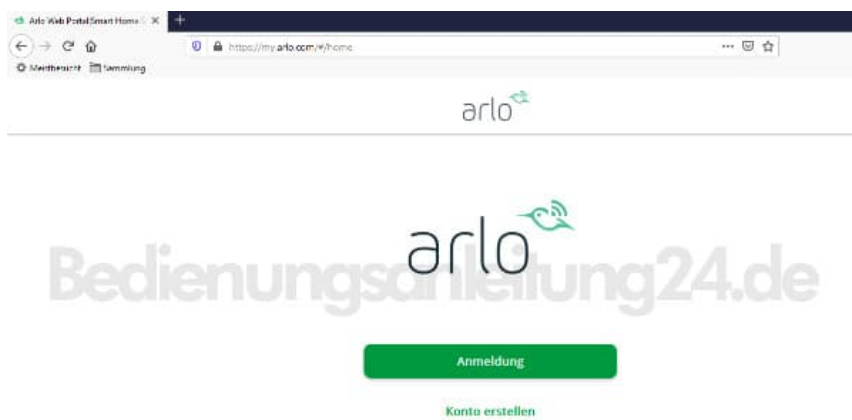 Arlo Web Portal|Smart Home S
https://my.arlo.com/#/home
Meistbesucht Sammlung
arlo
arlo
Bedienungsanleitung24.de
Anmeldung
Konto erstellen